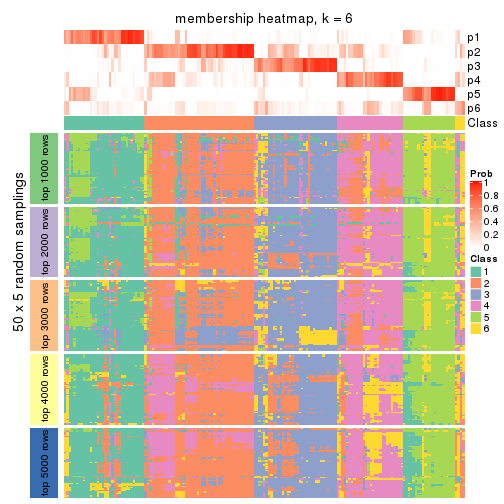 membership heatmap, k = 6
p1
p2
p3
p4
p5
p6
Class
50 x 5 random samplings
top 1000 rows
top 2000 rows
top 3000 rows
top 4000 rows
top 5000 rows
Prob
1
0.8
0.6
0.4
0.2
0
Class
1
2
3
4
5
6